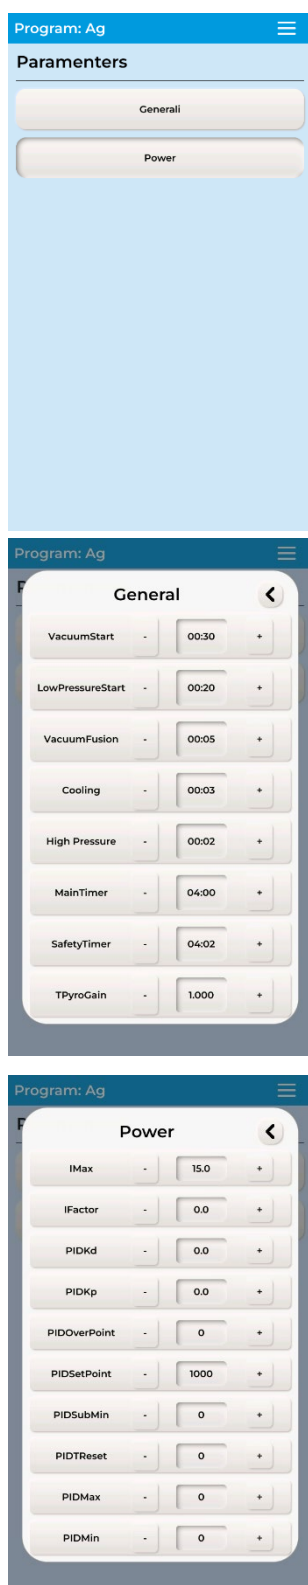 Program: Ag
Paramenters
Generali
Power
Program: Ag
P
General
VacuumStart - 00:30 +
LowPressureStart - 00:20 +
VacuumFusion - 00:05 +
Cooling - 00:03 +
High Pressure - 00:02 +
MainTimer - 04:00 +
SafetyTimer - 04:02 +
TPyroGain - 1.000 +
Program: Ag
P
Power
IMax - 15.0 +
IFactor - 0.0 +
PIDKd - 0.0 +
PIDKp - 0.0 +
PIDOverPoint - 0 +
PIDSetPoint - 1000 +
PIDSubMin - 0 +
PIDTReset - 0 +
PIDMax - 0 +
PIDMin - 0 +